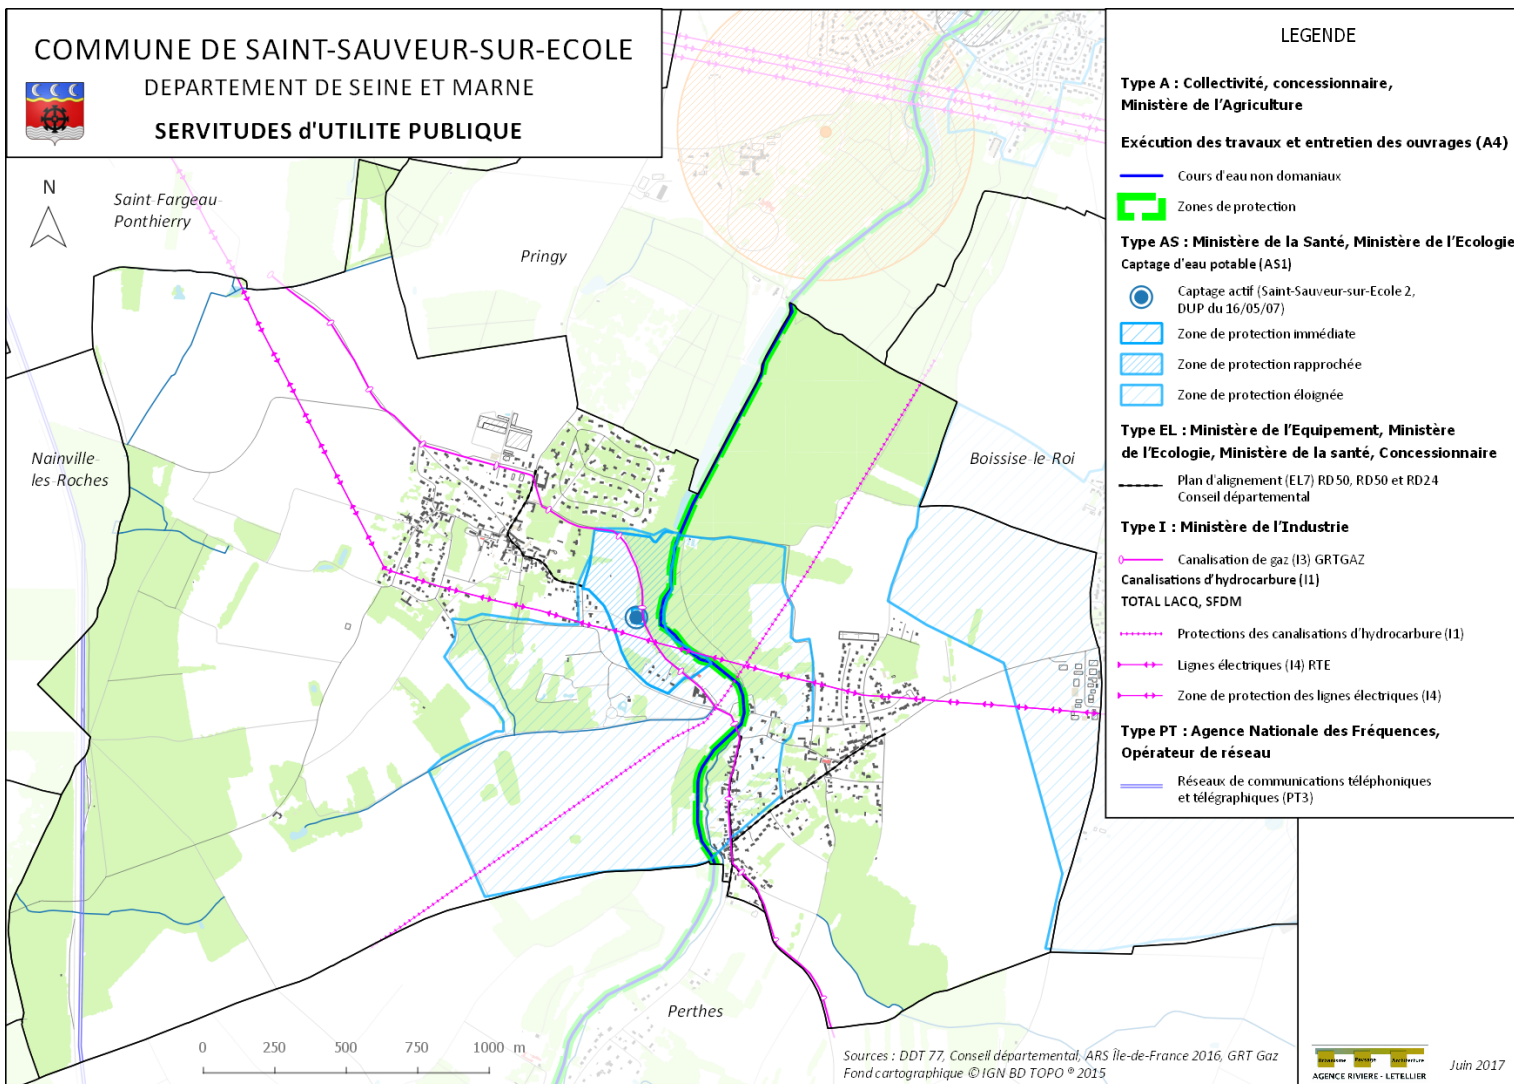 COMMUNE DE SAINT-SAUVEUR-SUR-ECOLE
DEPARTEMENT DE SEINE ET MARNE
SERVITUDES d'UTILITE PUBLIQUE
N
Saint-Fargeau-
Ponthierry
Pringy
Nainville-
les-Roches
Boissise-le-Roi
Perthes
0 250 500 750 1000 m
LEGENDE
Type A : Collectivité, concessionnaire,
Ministère de l'Agriculture
Exécution des travaux et entretien des ouvrages (A4)
Cours d'eau non domaniaux
Zones de protection
Type AS : Ministère de la Santé, Ministère de l'Ecologie
Captage d'eau potable (AS1)
Captage actif (Saint-Sauveur-sur-Ecole 2,
DUP du 16/05/07)
Zone de protection immédiate
Zone de protection rapprochée
Zone de protection éloignée
Type EL : Ministère de l'Equipement, Ministère
de l'Ecologie, Ministère de la santé, Concessionnaire
Plan d'alignement (EL7) RD50, RD50 et RD24
Conseil départemental
Type I : Ministère de l'Industrie
Canalisation de gaz (I3) GRTGAZ
Canalisations d'hydrocarbure (I1)
TOTAL LACQ, SFDM
Protections des canalisations d'hydrocarbure (I1)
Lignes électriques (I4) RTE
Zone de protection des lignes électriques (I4)
Type PT : Agence Nationale des Fréquences,
Opérateur de réseau
Réseaux de communications téléphoniques
et télégraphiques (PT3)
Sources : DDT 77, Conseil départemental, ARS Île-de-France 2016, GRT Gaz
Fond cartographique © IGN BD TOPO ® 2015
Urbanisme Paysage Architecture
AGENCE RIVIERE - LETELLIER
Juin 2017